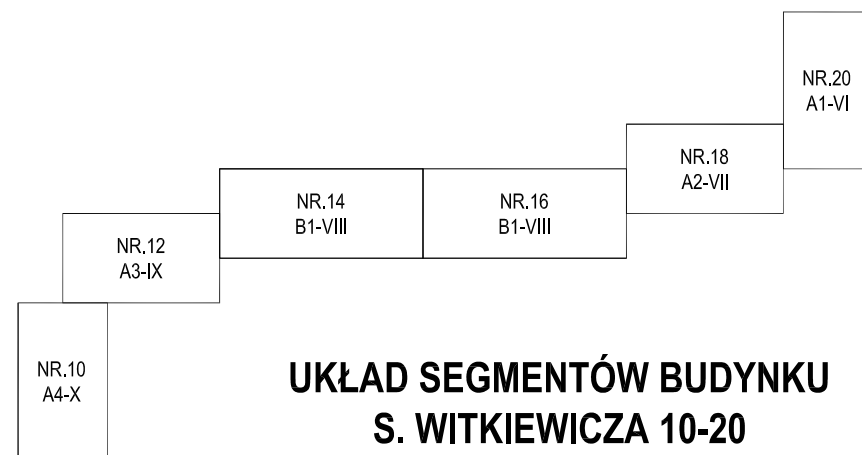 NR.20
A1-VI
NR.18
A2-VII
NR.14
B1-VIII
NR.16
B1-VIII
NR.12
A3-IX
NR.10
A4-X
UKŁAD SEGMENTÓW BUDYNKU
S. WITKIEWICZA 10-20